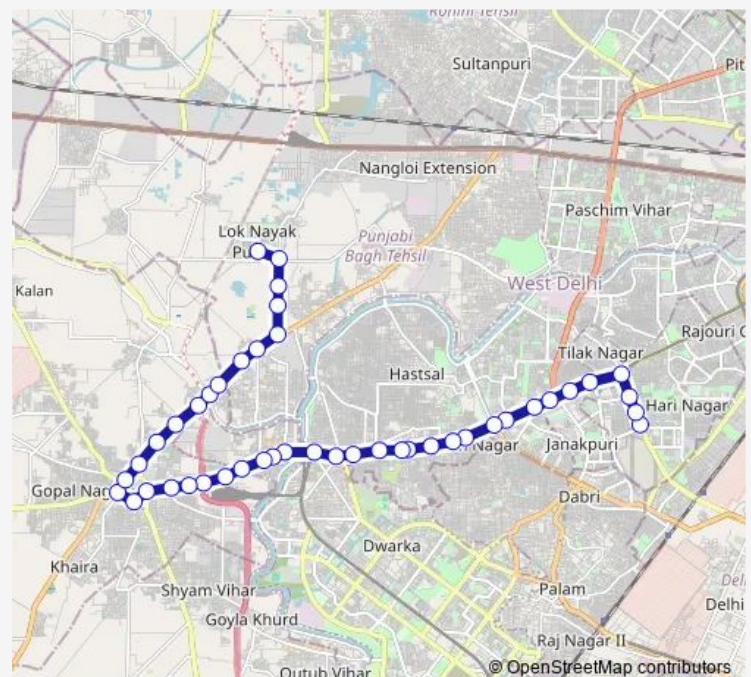 Rohini Tehsil
Sultanpuri
Pit
Nangloi Extension
Paschim Vihar
Lok Nayak
Pu
Punjabi
Bagh Tehsil
West Delhi
Kalan
Rajouri G
Tilak Nagar
Hastsal
Hari Nagar
Nagar
Janakpuri
Gopal Nag
Dabri
Dwarka
Khaira
Shyam Vihar
Palam
Del
Delhi
Goyla Khurd
Raj Nagar II
Qutub Vihar
© OpenStreetMap contributors